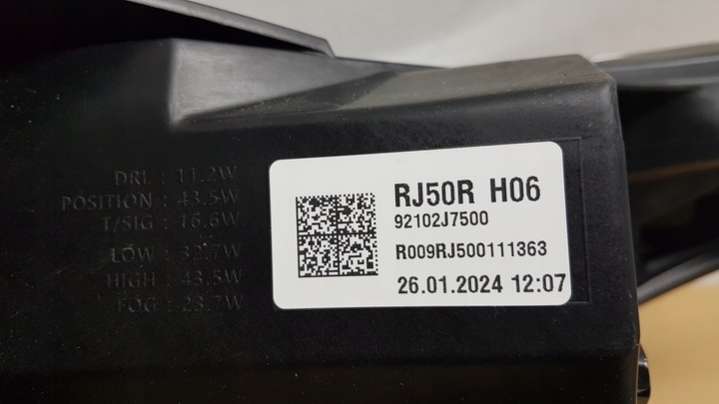 DRL : 11.2W
POSITION : 43.5W
T/SIG : 16.6W
LOW : 32.7W
HIGH : 43.5W
FOG : 23.7W
RJ50R H06
92102J7500
R009RJ500111363
26.01.2024 12:07